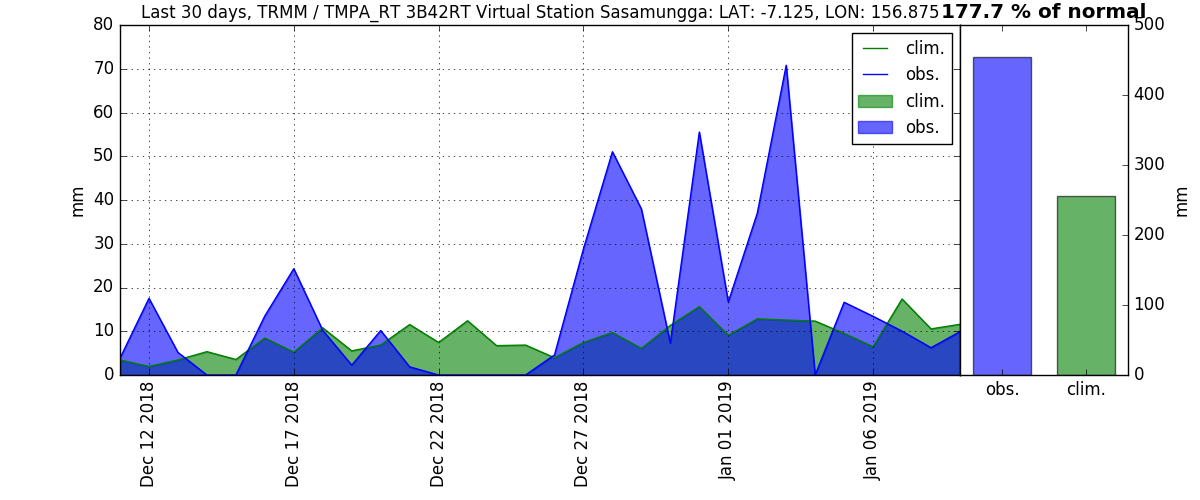 Last 30 days, TRMM / TMPA_RT 3B42RT Virtual Station Sasamungga: LAT: -7.125, LON: 156.875
177.7 % of normal
80
70
60
50
40
30
20
10
0
mm
clim.
obs.
clim.
obs.
Dec 12 2018
Dec 17 2018
Dec 22 2018
Dec 27 2018
Jan 01 2019
Jan 06 2019
500
400
300
200
100
0
mm
obs.
clim.